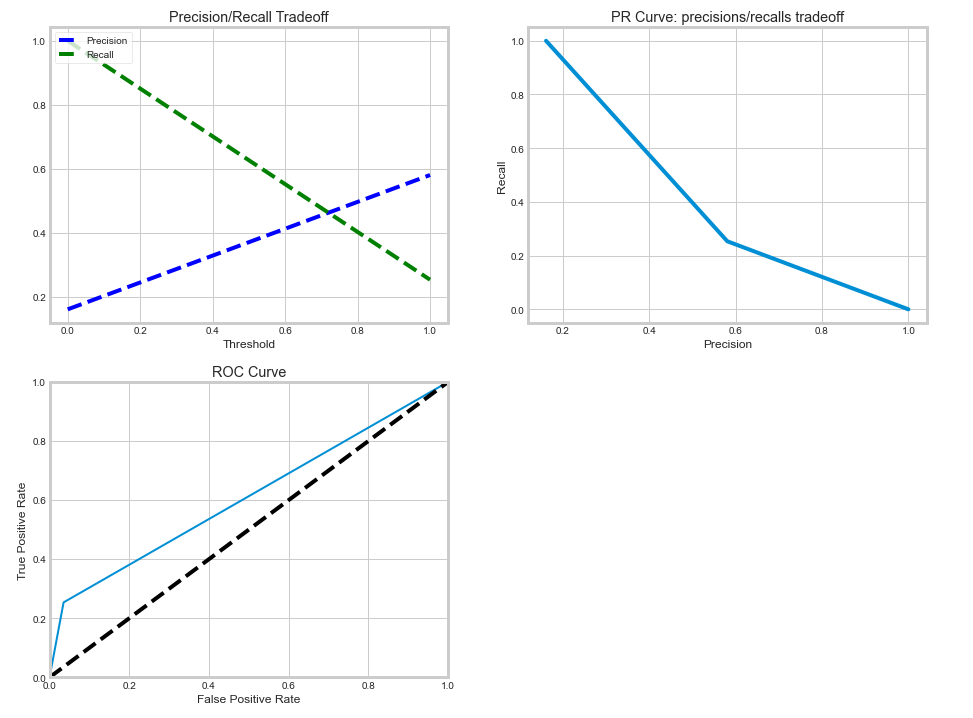 Precision/Recall Tradeoff
1.0
0.8
0.6
0.4
0.2
Precision
Recall
0.0 0.2 0.4 0.6 0.8 1.0
Threshold
PR Curve: precisions/recalls tradeoff
Recall
1.0
0.8
0.6
0.4
0.2
0.0
0.2 0.4 0.6 0.8 1.0
Precision
ROC Curve
True Positive Rate
1.0
0.8
0.6
0.4
0.2
0.0
0.0 0.2 0.4 0.6 0.8 1.0
False Positive Rate